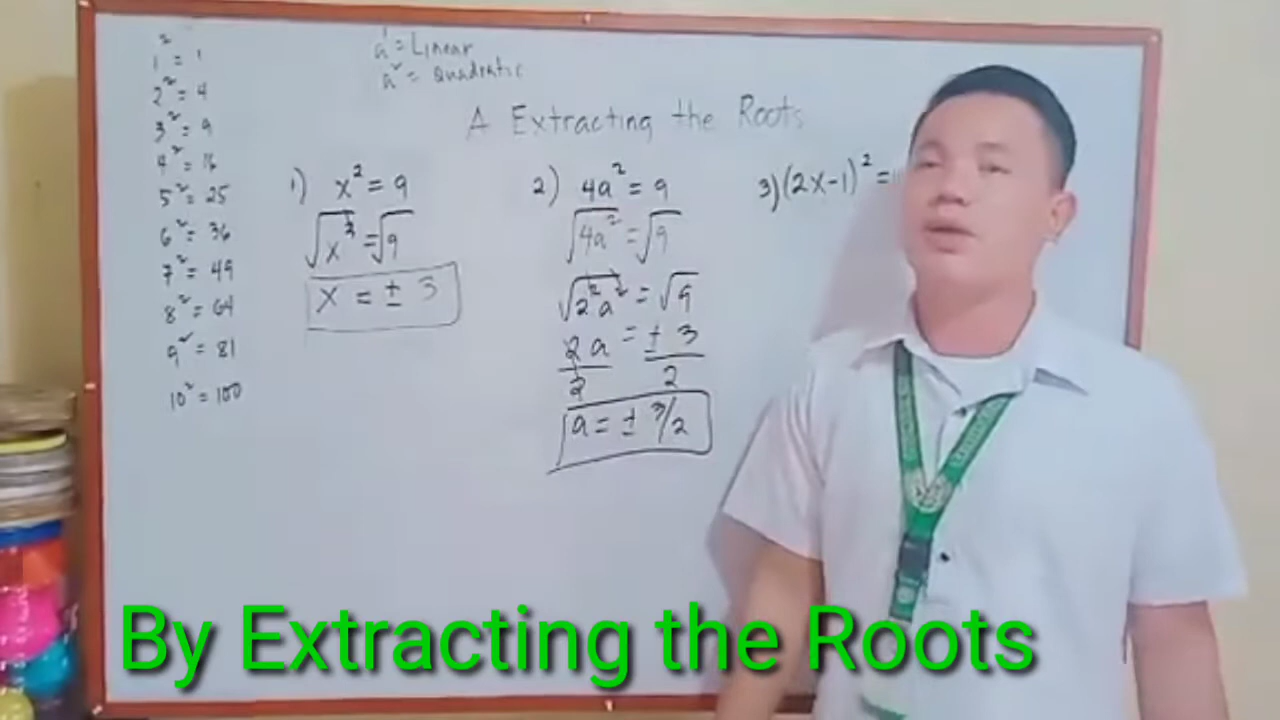 1² = 1
2² = 4
3² = 9
4² = 16
5² = 25
6² = 36
7² = 49
8² = 64
9² = 81
10² = 100
a¹ = Linear
a² = Quadratic
A Extracting the Roots
1) x² = 9
√x² = √9
x = ± 3
2) 4a² = 9
√4a² = √9
√2²a² = √9
2a = ± 3
2 2
a = ± 3/2
3) (2x-1)² =
By Extracting the Roots